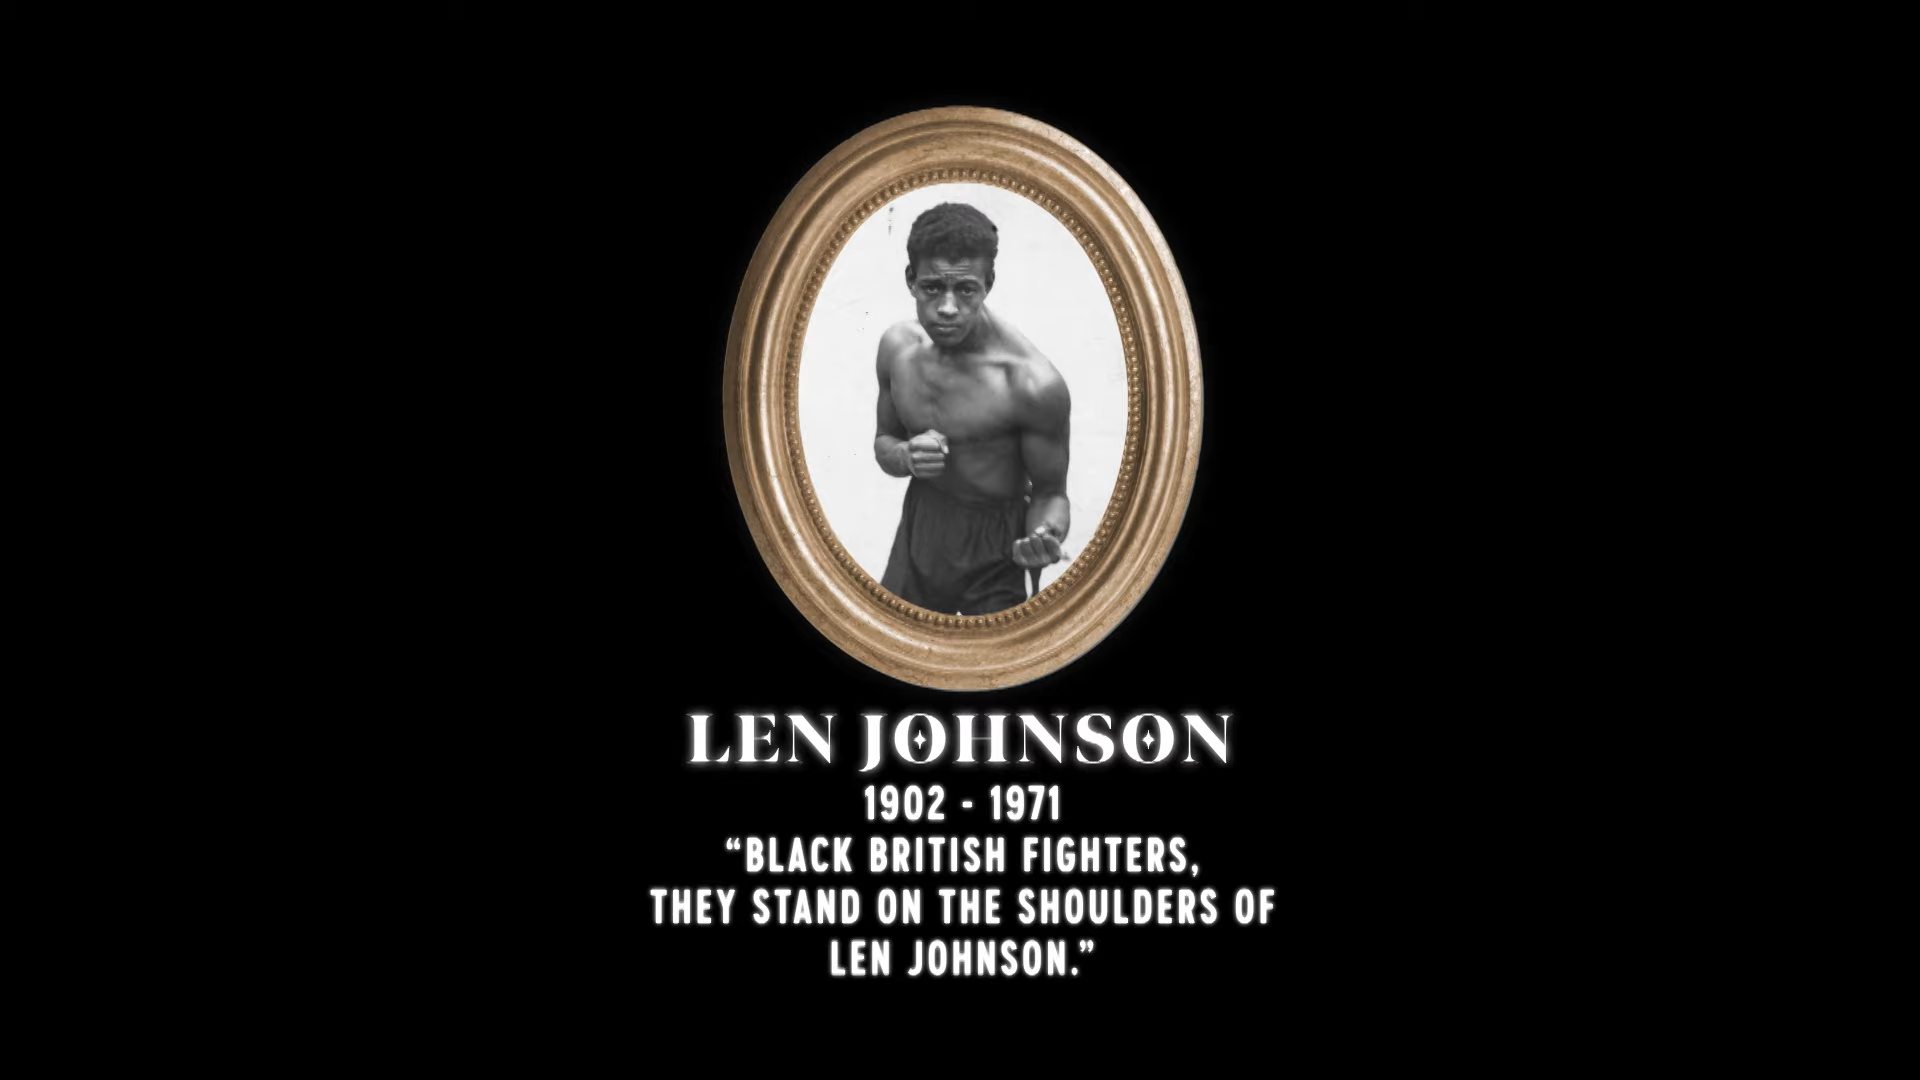 LEN JOHNSON
1902 - 1971
“BLACK BRITISH FIGHTERS,
THEY STAND ON THE SHOULDERS OF
LEN JOHNSON.”